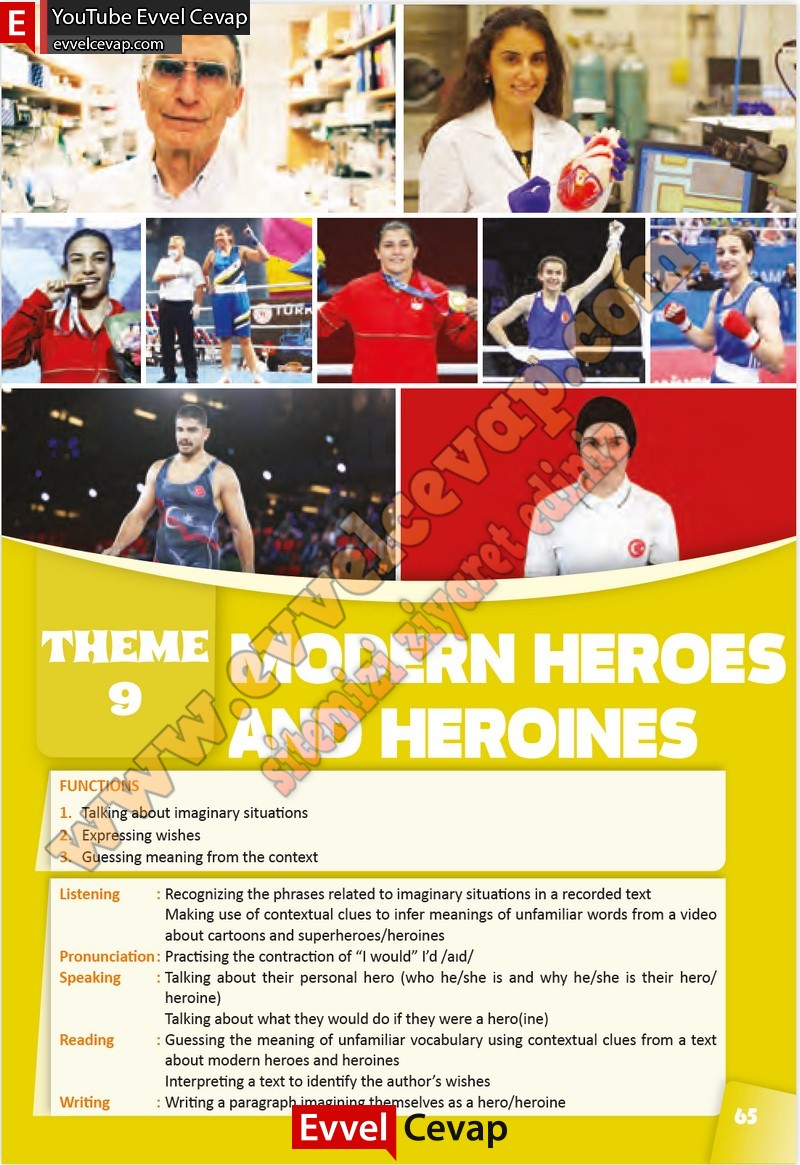 E YouTube Evvel Cevap
evvelcevap.com
TÜRK
www.evvelcevap.com
sitemizi ziyaret ediniz
THEME
9
MODERN HEROES
AND HEROINES
FUNCTIONS
1. Talking about imaginary situations
2. Expressing wishes
3. Guessing meaning from the context
Listening : Recognizing the phrases related to imaginary situations in a recorded text
Making use of contextual clues to infer meanings of unfamiliar words from a video
about cartoons and superheroes/heroines
Pronunciation : Practising the contraction of “I would” I’d /aɪd/
Speaking : Talking about their personal hero (who he/she is and why he/she is their hero/
heroine)
Talking about what they would do if they were a hero(ine)
Reading : Guessing the meaning of unfamiliar vocabulary using contextual clues from a text
about modern heroes and heroines
Interpreting a text to identify the author’s wishes
Writing : Writing a paragraph imagining themselves as a hero/heroine
65
Evvel Cevap